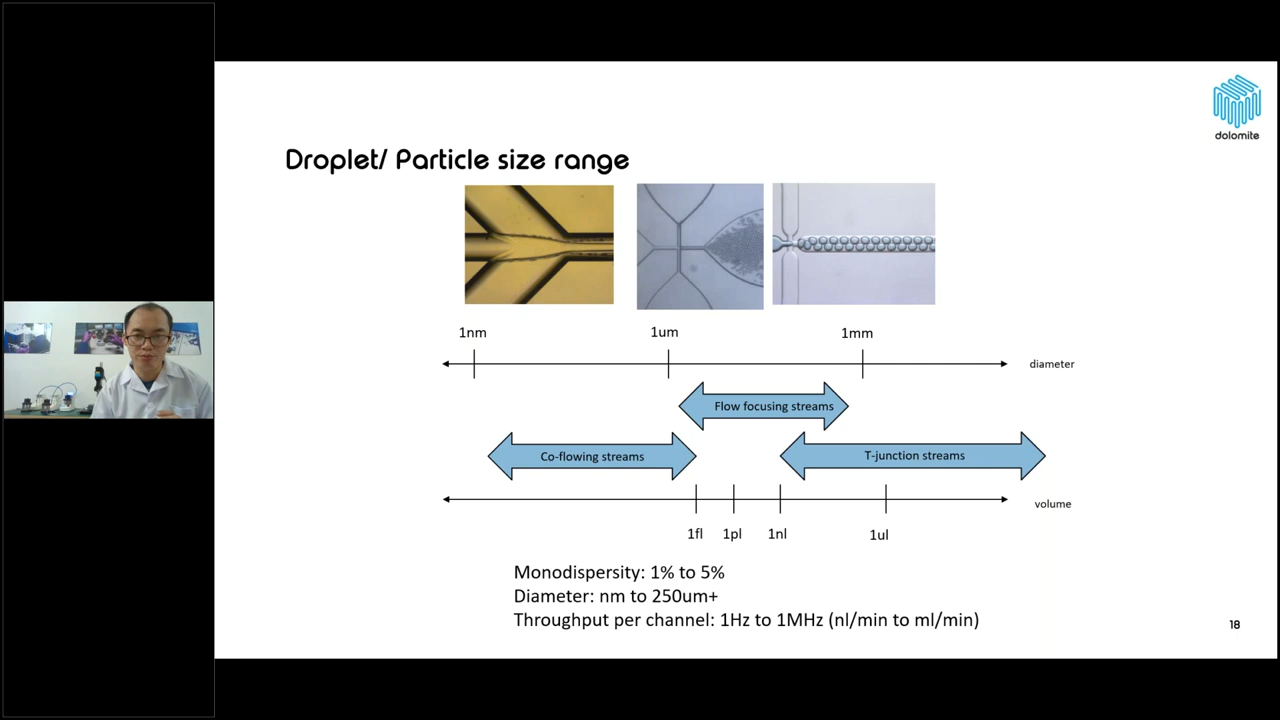 dolomite
Droplet/ Particle size range
1nm
1um
1mm
diameter
Flow focusing streams
Co-flowing streams
T-junction streams
volume
1fl
1pl
1nl
1ul
Monodispersity: 1% to 5%
Diameter: nm to 250um+
Throughput per channel: 1Hz to 1MHz (nl/min to ml/min)
18